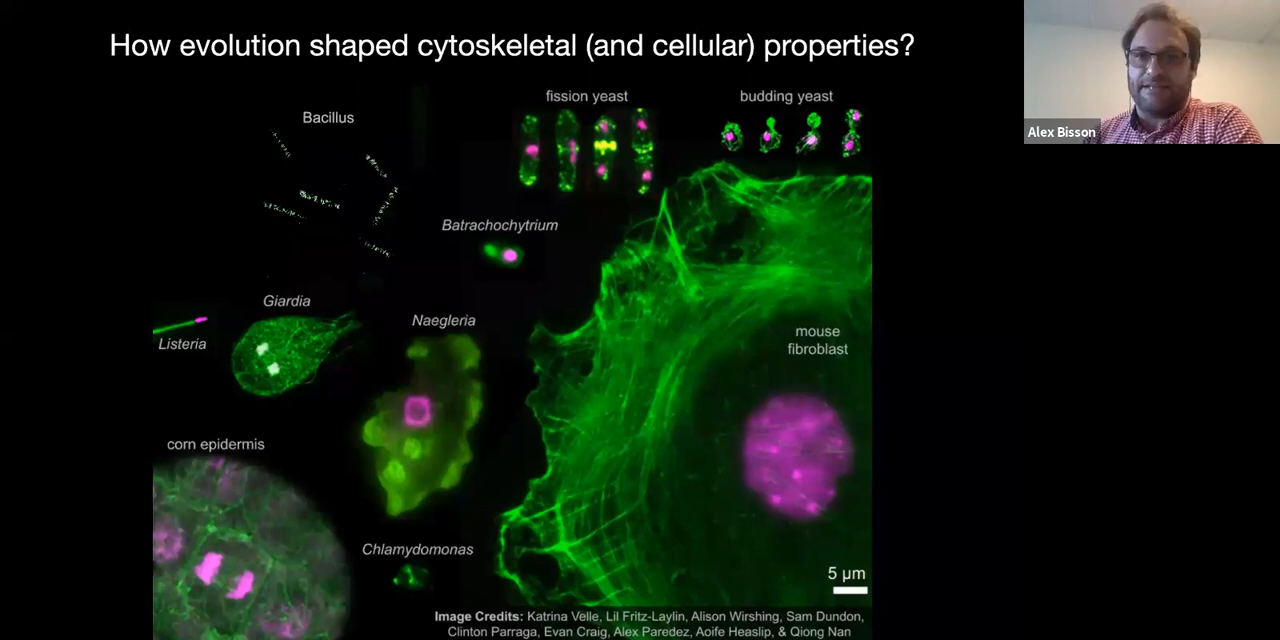 How evolution shaped cytoskeletal (and cellular) properties?
Alex Bisson
fission yeast
budding yeast
Bacillus
Batrachochytrium
Giardia
Naegleria
Listeria
mouse
fibroblast
corn epidermis
Chlamydomonas
5 µm
Image Credits: Katrina Velle, Lil Fritz-Laylin, Alison Wirshing, Sam Dundon,
Clinton Parraga, Evan Craig, Alex Paredez, Aoife Heaslip, & Qiong Nan